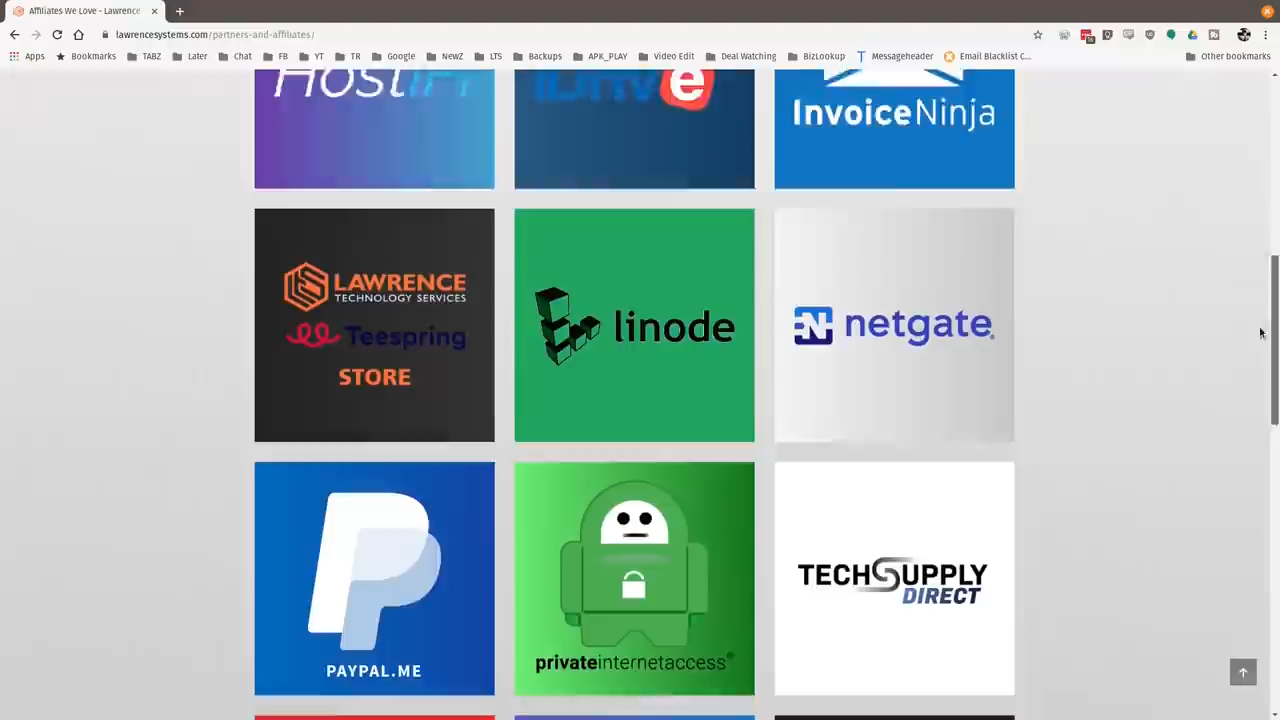 Affiliates We Love - Lawrence
lawrencesystems.com/partners-and-affiliates/
Apps Bookmarks TABZ Later Chat FB YT TR Google NewZ LTS Backups APK_PLAY Video Edit Deal Watching BizLookup Messageheader Email Blacklist C... Other bookmarks
HostiFi
iDrive
InvoiceNinja
LAWRENCE
TECHNOLOGY SERVICES
Teespring
STORE
linode
netgate®
PAYPAL.ME
privateinternetaccess®
TECHSUPPLY
DIRECT